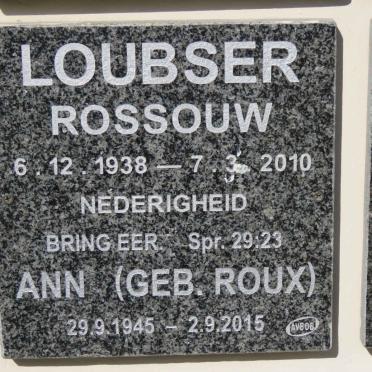 LOUBSER
ROSSOUW
6.12.1938 — 7.3.2010
NEDERIGHEID
BRING EER. Spr. 29:23
ANN (GEB. ROUX)
29.9.1945 – 2.9.2015 AVBOB